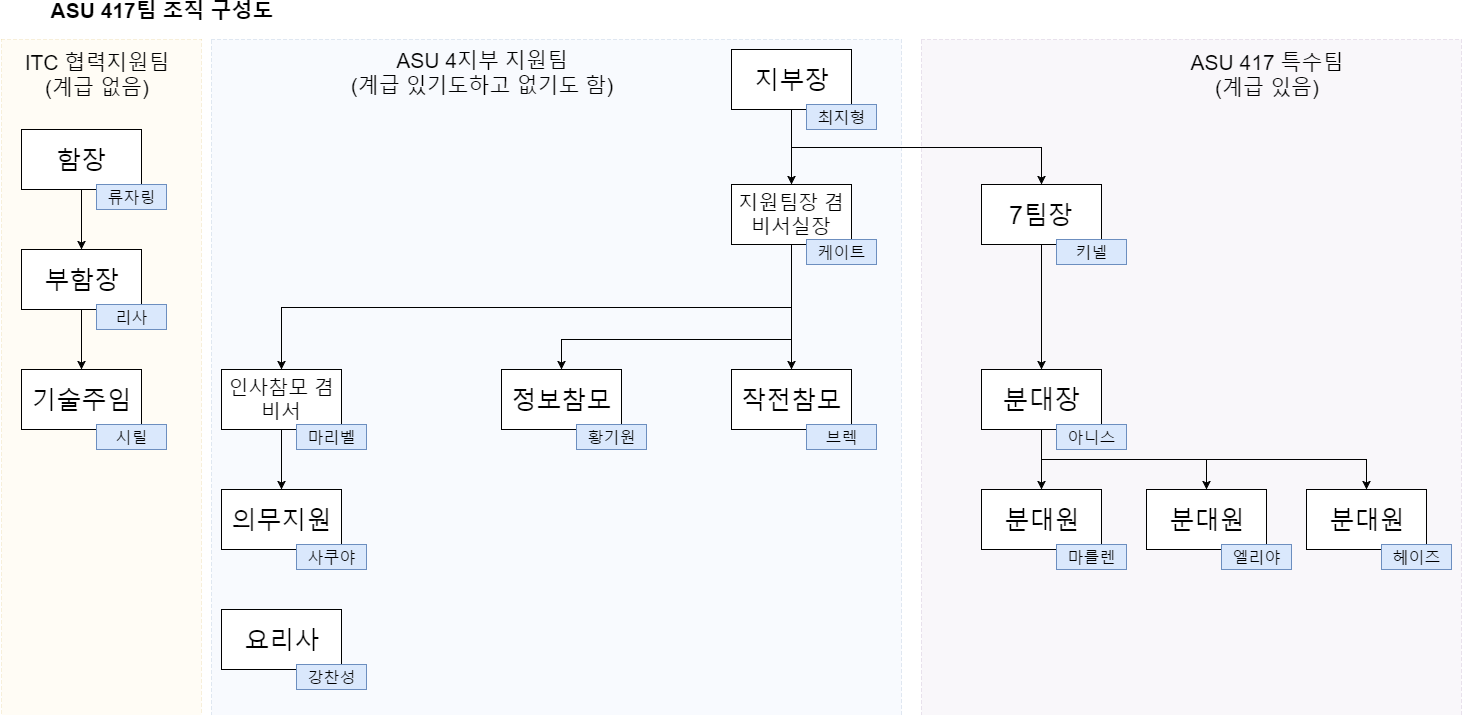 ASU 417팀 조직 구성도
ITC 협력지원팀
(계급 없음)
함장
류자링
부함장
리사
기술주임
시릴
ASU 4지부 지원팀
(계급 있기도하고 없기도 함)
지부장
최지형
지원팀장 겸
비서실장
케이트
인사참모 겸
비서
마리벨
정보참모
황기원
작전참모
브렉
의무지원
사쿠야
요리사
강찬성
ASU 417 특수팀
(계급 있음)
7팀장
키넬
분대장
아니스
분대원
마를렌
분대원
엘리야
분대원
헤이즈